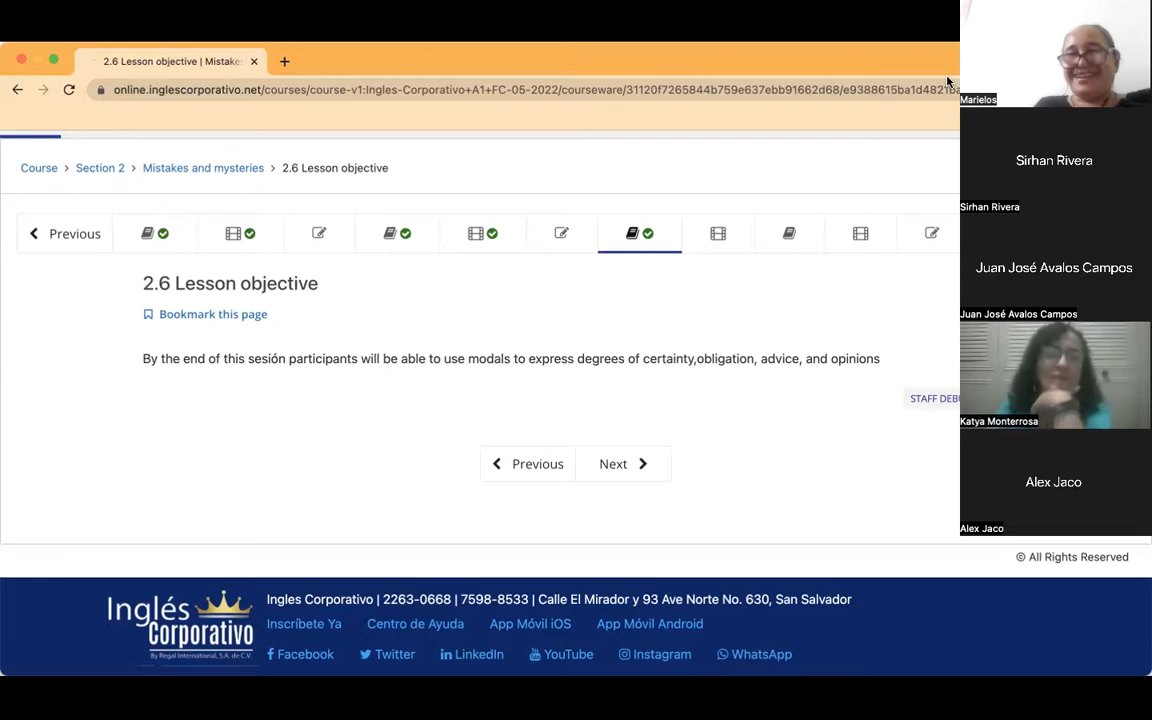 2.6 Lesson objective | Mistake
online.inglescorporativo.net/courses/course-v1:Ingles-Corporativo+A1+FC-05-2022/courseware/31120f7265844b759e637ebb91662d68/e9388615ba1d4821ba
Marielos
Course > Section 2 > Mistakes and mysteries > 2.6 Lesson objective
Sirhan Rivera
Sirhan Rivera
Previous
2.6 Lesson objective
Juan José Avalos Campos
Juan José Avalos Campos
Bookmark this page
By the end of this sesión participants will be able to use modals to express degrees of certainty,obligation, advice, and opinions
STAFF DEB
Katya Monterrosa
Previous
Next
Alex Jaco
Alex Jaco
© All Rights Reserved
Inglés Corporativo
By Regal International, S.A. de C.V.
Ingles Corporativo | 2263-0668 | 7598-8533 | Calle El Mirador y 93 Ave Norte No. 630, San Salvador
Inscríbete Ya Centro de Ayuda App Móvil iOS App Móvil Android
Facebook Twitter LinkedIn YouTube Instagram WhatsApp